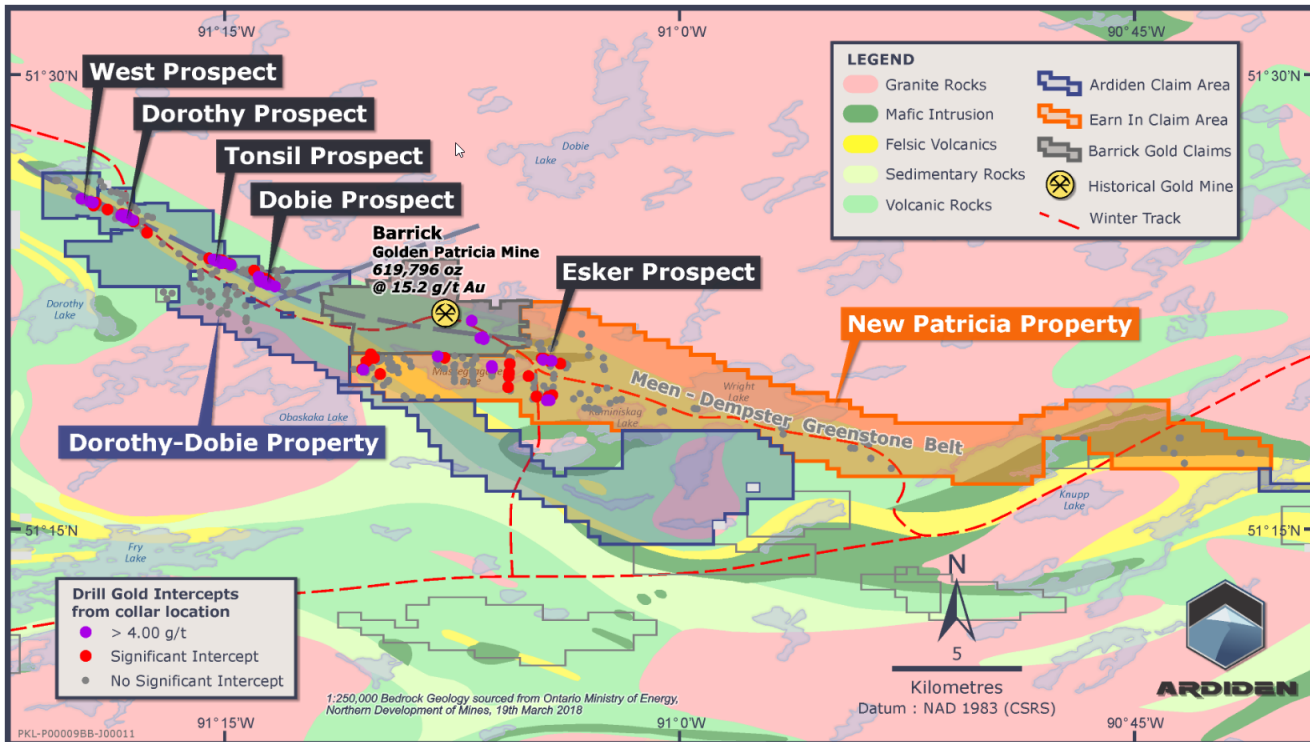 91°15'W
91°0'W
90°45'W
51°30'N
51°30'N
West Prospect
Dorothy Prospect
Tonsil Prospect
Dobie Prospect
Dobie
Lake
LEGEND
Granite Rocks
Mafic Intrusion
Felsic Volcanics
Sedimentary Rocks
Volcanic Rocks
Ardiden Claim Area
Earn In Claim Area
Barrick Gold Claims
Historical Gold Mine
Winter Track
Barrick
Golden Patricia Mine
619,796 oz
@ 15.2 g/t Au
Esker Prospect
New Patricia Property
Dorothy
Lake
Lake
Wright
Lake
Meen - Dempster Greenstone Belt
Obaskaka Lake
Kaminiskag
Lake
Dorothy-Dobie Property
Knupp
Lake
51°15'N
51°15'N
Fry
Lake
Drill Gold Intercepts
from collar location
> 4.00 g/t
Significant Intercept
No Significant Intercept
N
5
Kilometres
Datum : NAD 1983 (CSRS)
ARDIDEN
1:250,000 Bedrock Geology sourced from Ontario Ministry of Energy,
Northern Development of Mines, 19th March 2018
91°15'W
91°0'W
90°45'W
PKL-P00009BB-J00011